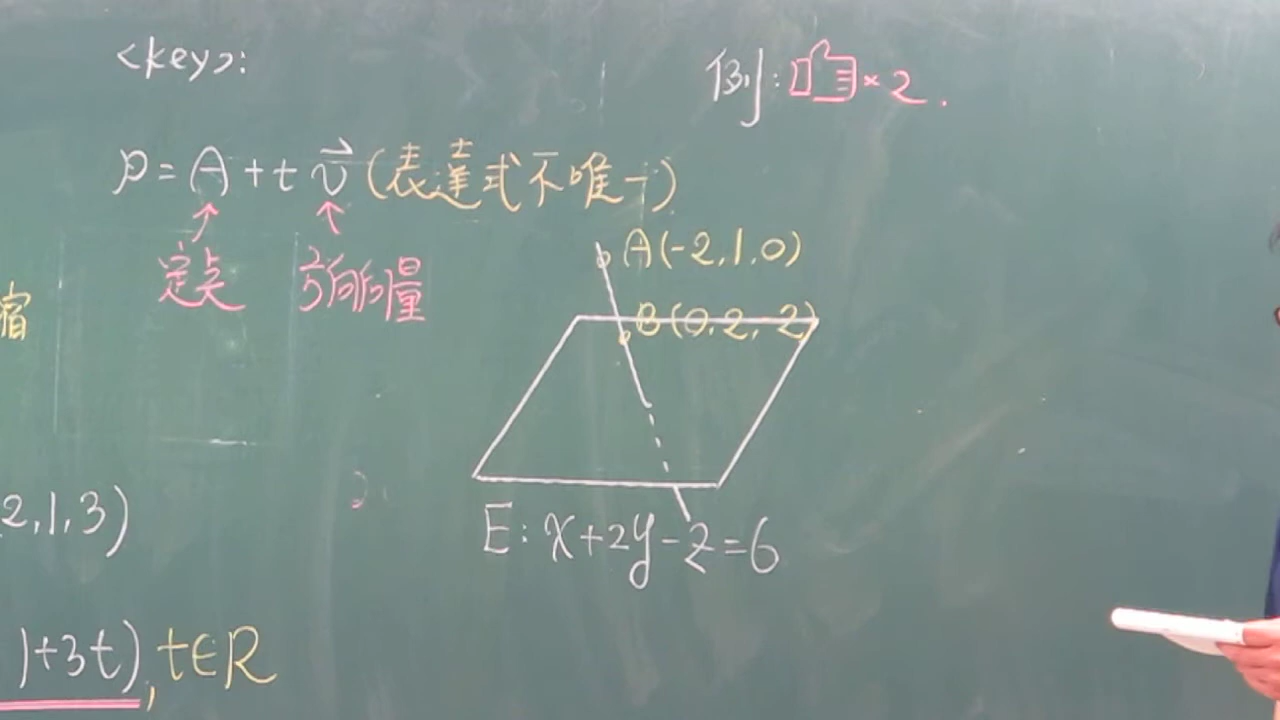 <key>:
P = A + t v⃗ (表達式不唯一)
定點
方向向量
縮
2,1,3)
1+3t), t∈R
例: ×2.
A(-2,1,0)
B(0,2,-2)
E: x+2y-z=6